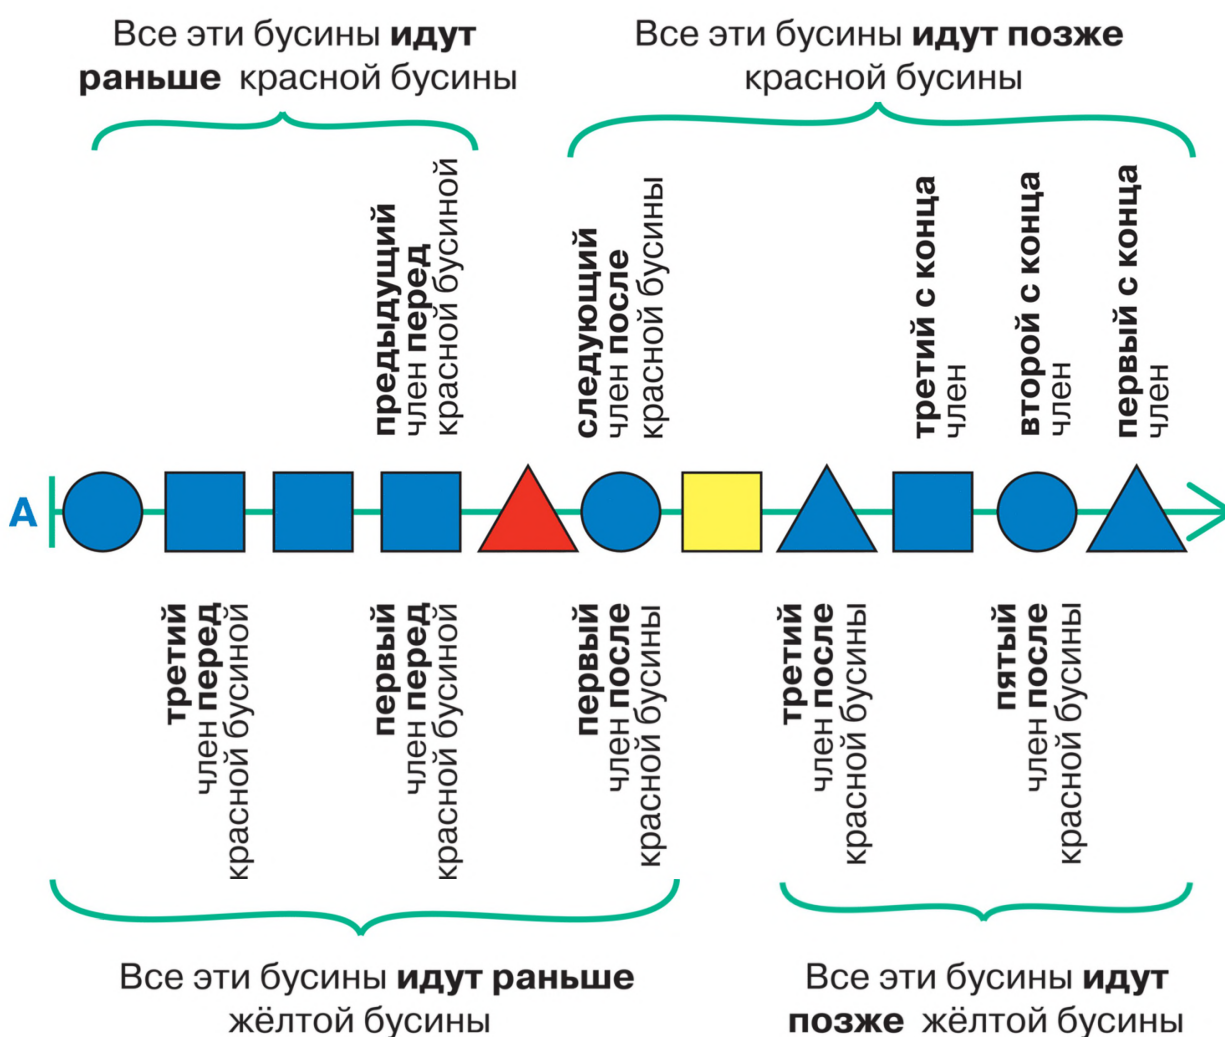 Все эти бусины идут
раньше красной бусины
Все эти бусины идут позже
красной бусины
предыдущий
член перед
красной бусиной
следующий
член после
красной бусины
третий с конца
член
второй с конца
член
первый с конца
член
А
третий
член перед
красной бусиной
первый
член перед
красной бусиной
первый
член после
красной бусины
третий
член после
красной бусины
пятый
член после
красной бусины
Все эти бусины идут раньше
жёлтой бусины
Все эти бусины идут
позже жёлтой бусины